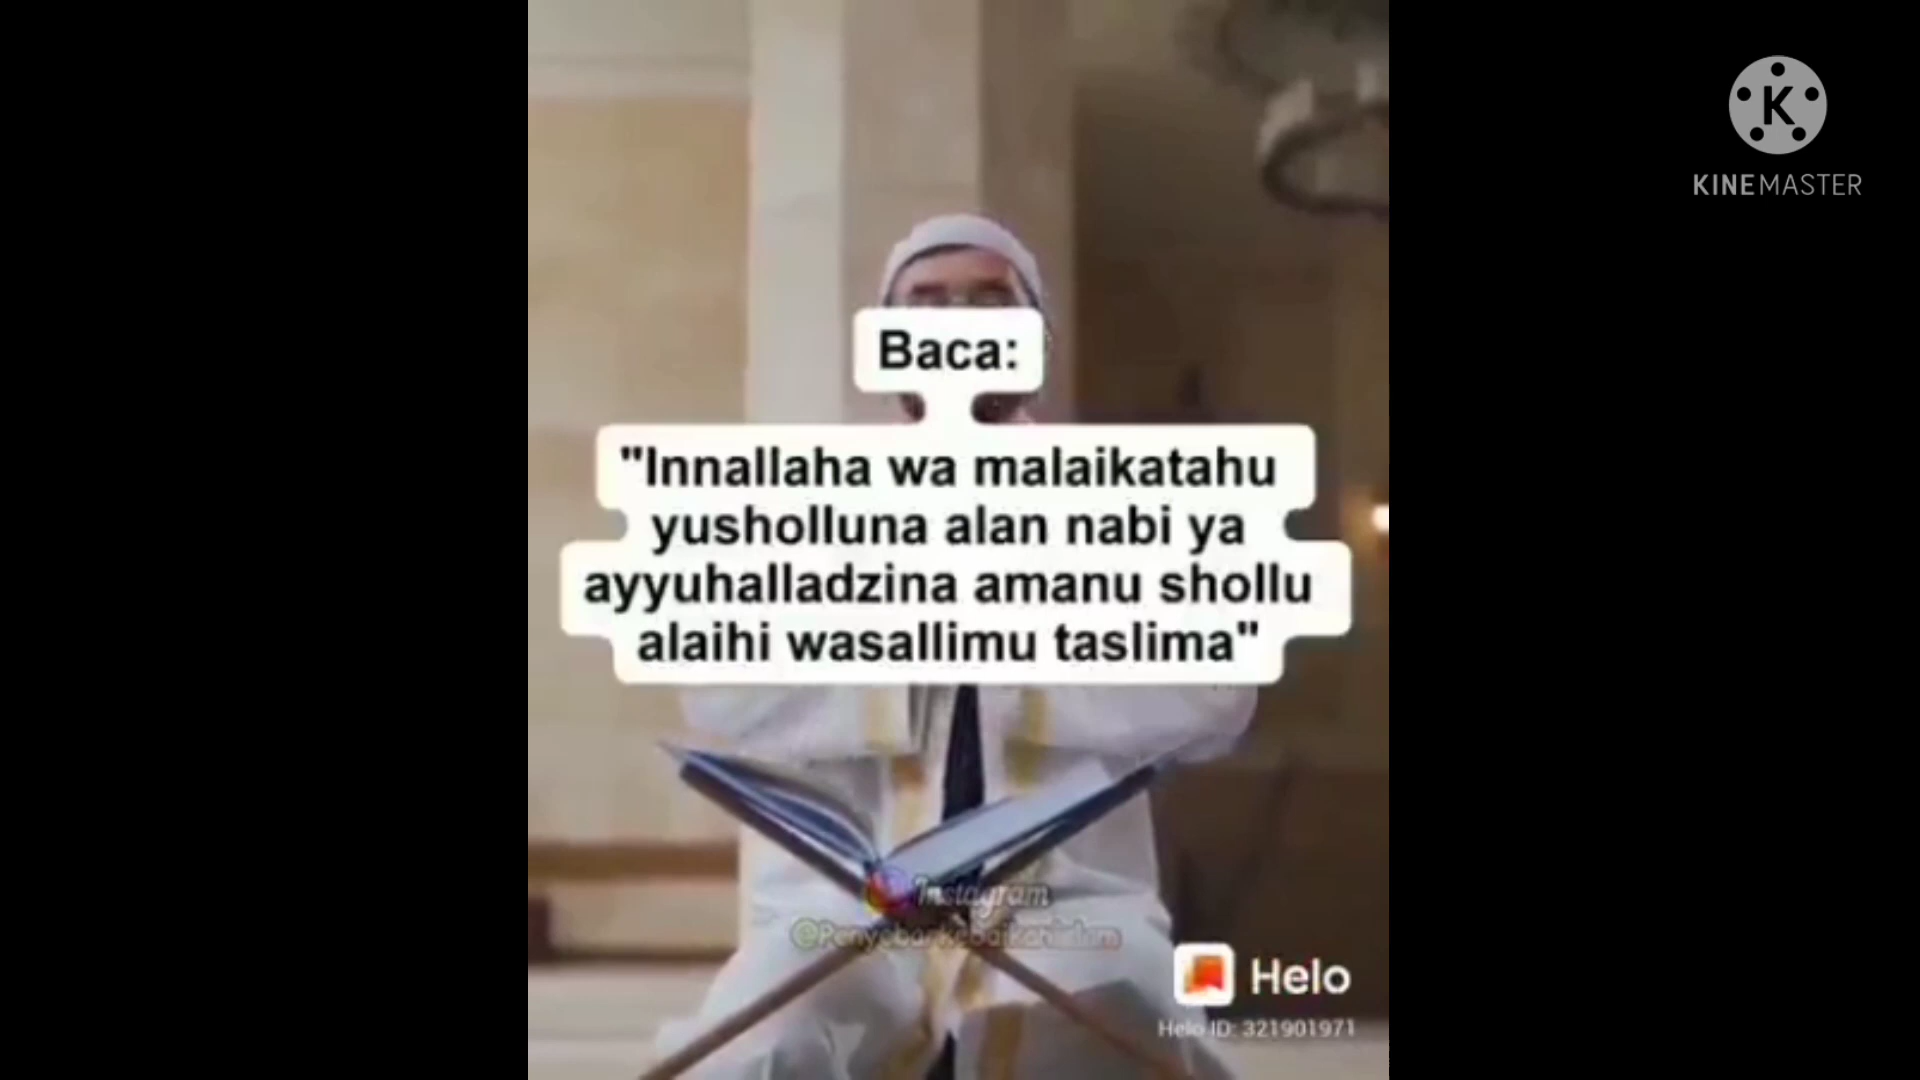 KINEMASTER
Baca:
"Innallaha wa malaikatahu
yusholluna alan nabi ya
ayyuhalladzina amanu shollu
alaihi wasallimu taslima"
Instagram
@Penyebarkebaikanislam
Helo
Helo ID: 321901971